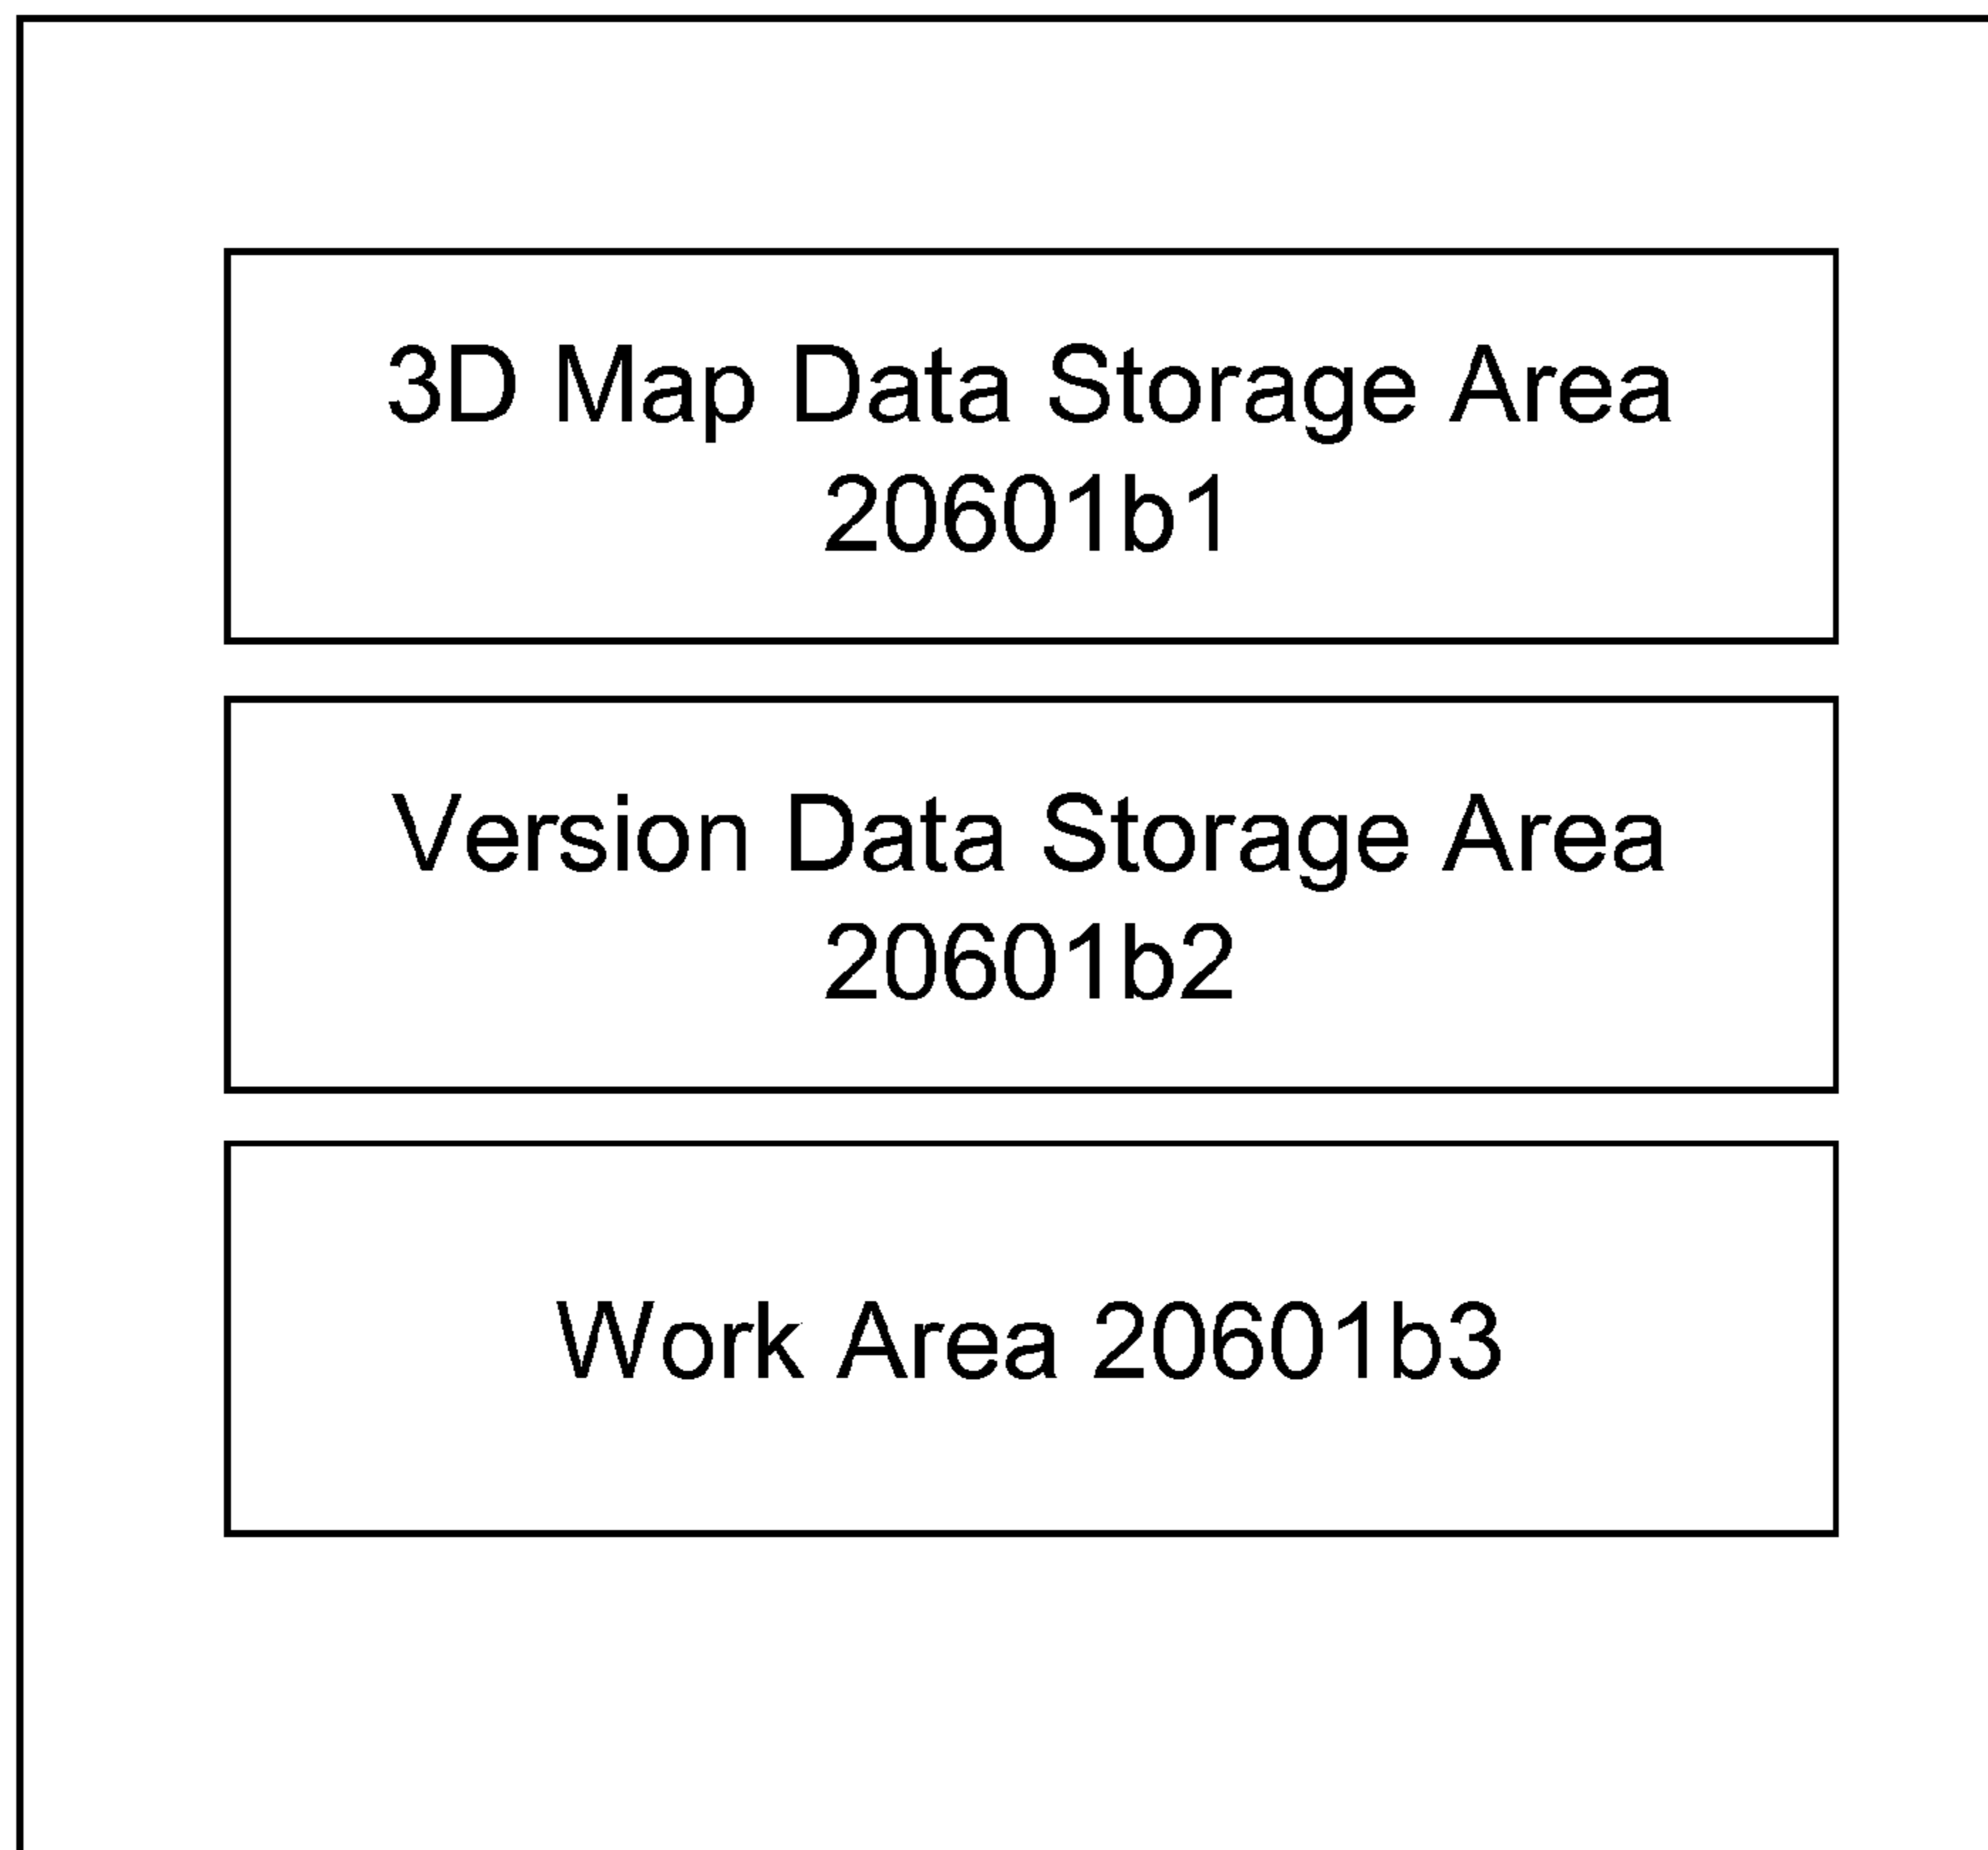 3D Map Data Storage Area
20601b1
Version Data Storage Area
20601b2
Work Area 20601b3